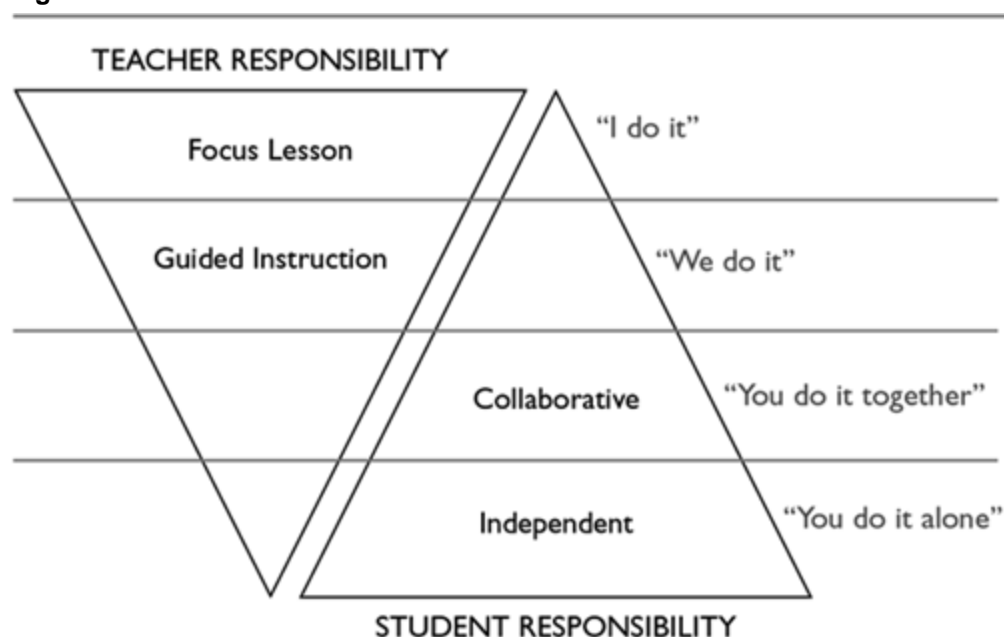 TEACHER RESPONSIBILITY
Focus Lesson
“I do it”
Guided Instruction
“We do it”
Collaborative
“You do it together”
Independent
“You do it alone”
STUDENT RESPONSIBILITY